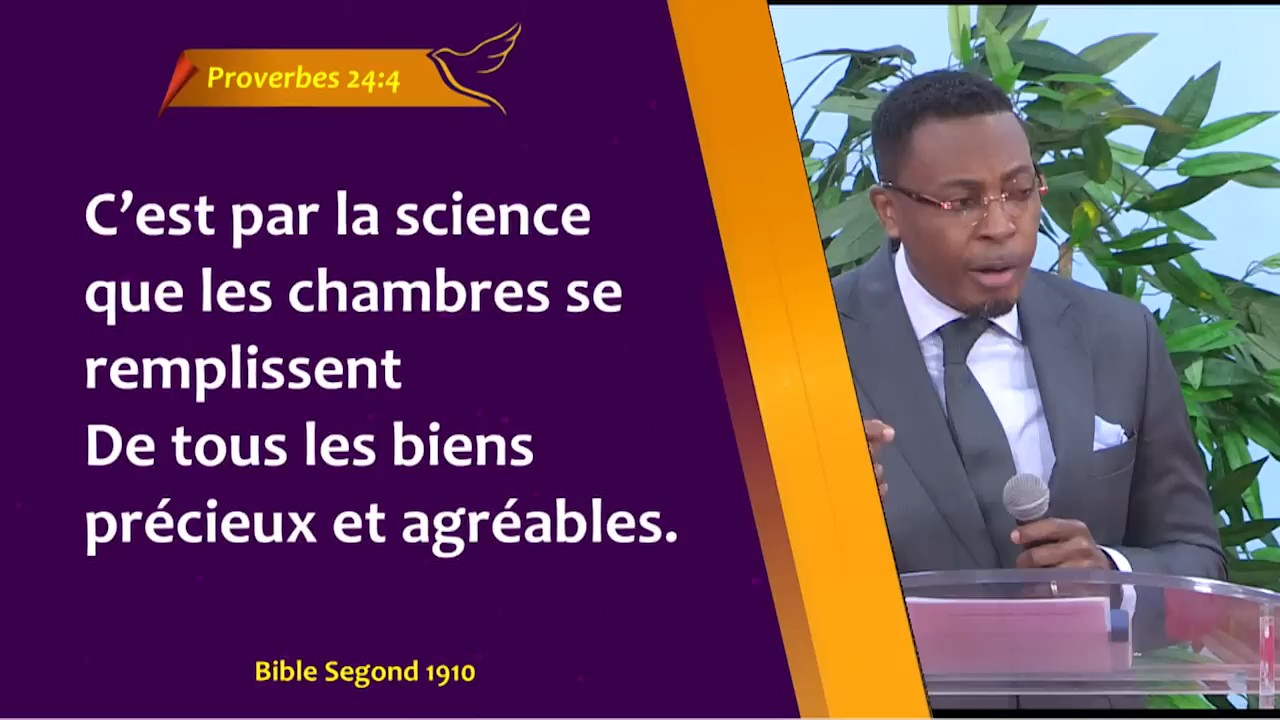 Proverbes 24:4
C’est par la science
que les chambres se
remplissent
De tous les biens
précieux et agréables.
Bible Segond 1910